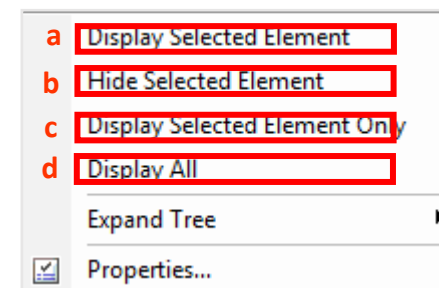 a Display Selected Element
b Hide Selected Element
c Display Selected Element Only
d Display All
Expand Tree
Properties...